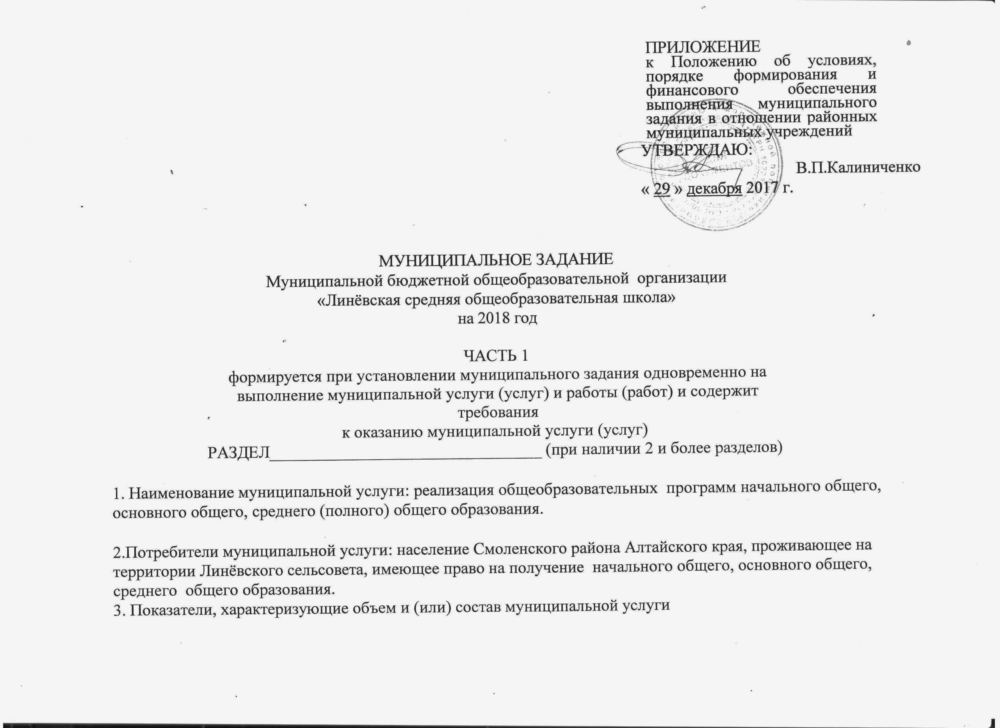 ПРИЛОЖЕНИЕ
к Положению об условиях,
порядке формирования и
финансового обеспечения
выполнения муниципального
задания в отношении районных
муниципальных учреждений
УТВЕРЖДАЮ:
В.П.Калиниченко
« 29 » декабря 2017 г.
МУНИЦИПАЛЬНОЕ ЗАДАНИЕ
Муниципальной бюджетной общеобразовательной организации
«Линёвская средняя общеобразовательная школа»
на 2018 год
ЧАСТЬ 1
формируется при установлении муниципального задания одновременно на
выполнение муниципальной услуги (услуг) и работы (работ) и содержит
требования
к оказанию муниципальной услуги (услуг)
РАЗДЕЛ_________________________________ (при наличии 2 и более разделов)
1. Наименование муниципальной услуги: реализация общеобразовательных программ начального общего,
основного общего, среднего (полного) общего образования.
2.Потребители муниципальной услуги: население Смоленского района Алтайского края, проживающее на
территории Линёвского сельсовета, имеющее право на получение начального общего, основного общего,
среднего общего образования.
3. Показатели, характеризующие объем и (или) состав муниципальной услуги